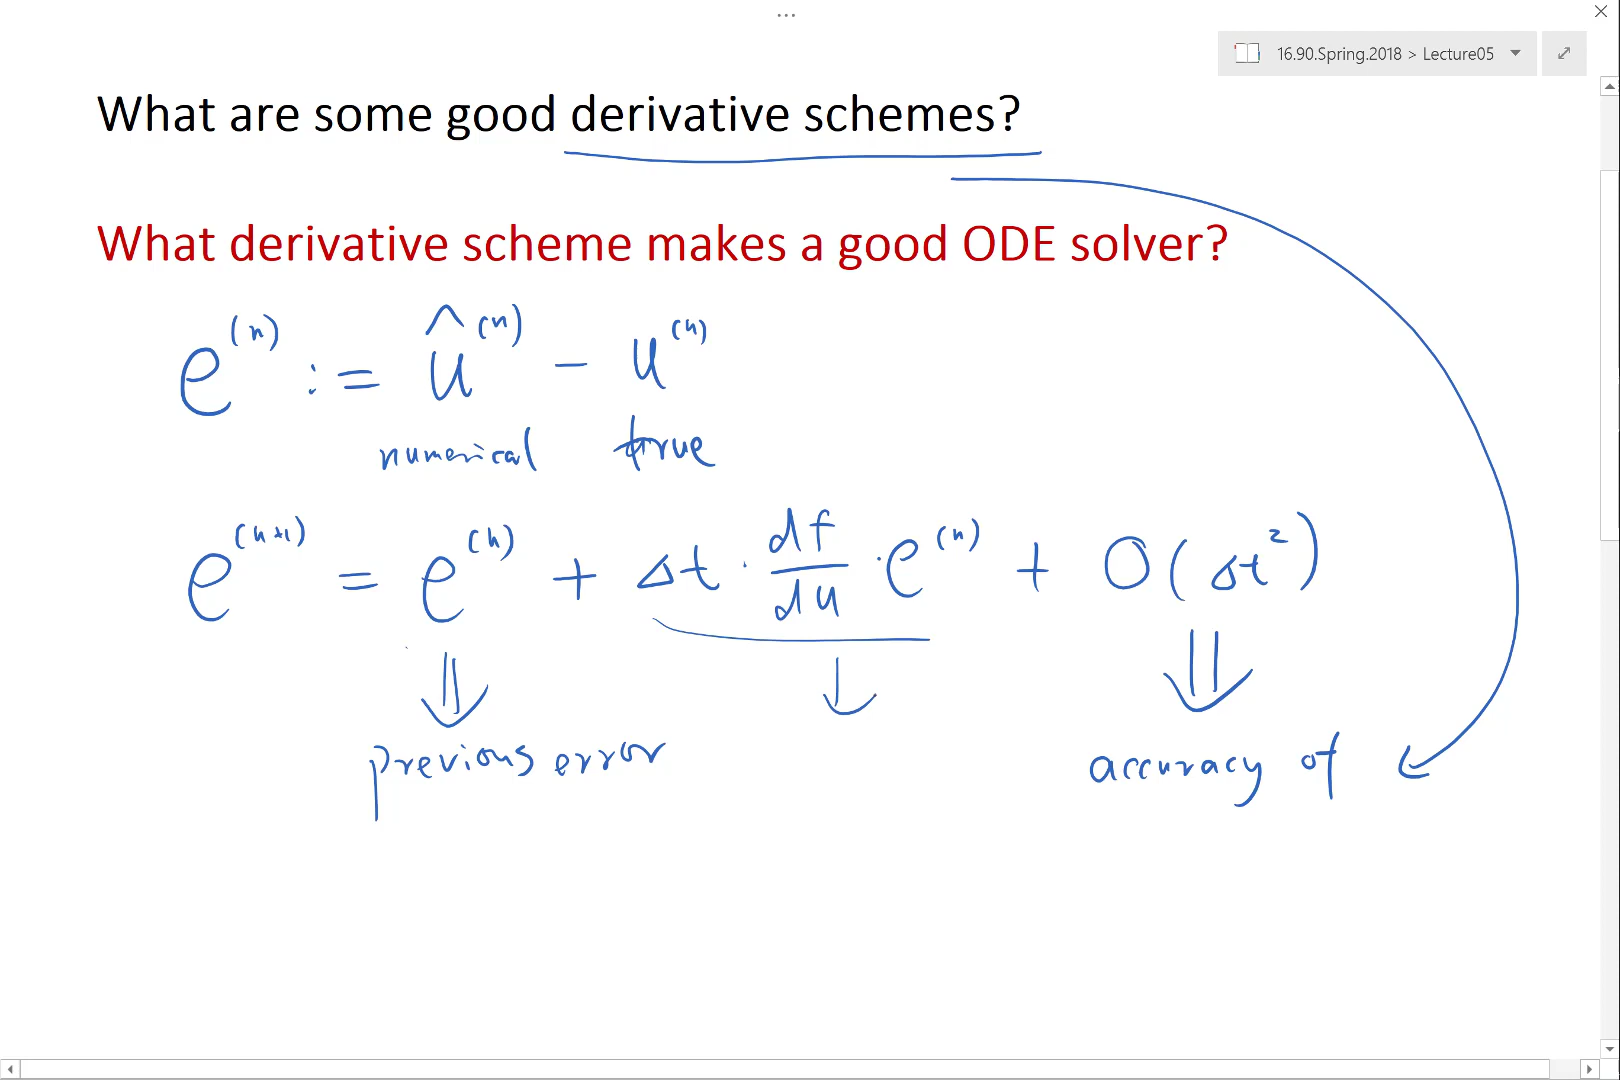 ...
16.90.Spring.2018 > Lecture05
What are some good derivative schemes?
What derivative scheme makes a good ODE solver?
e^(n) := û^(n) − u^(n)
numerical true
e^(n+1) = e^(n) + Δt · df/du · e^(n) + O(Δt²)
previous error accuracy of